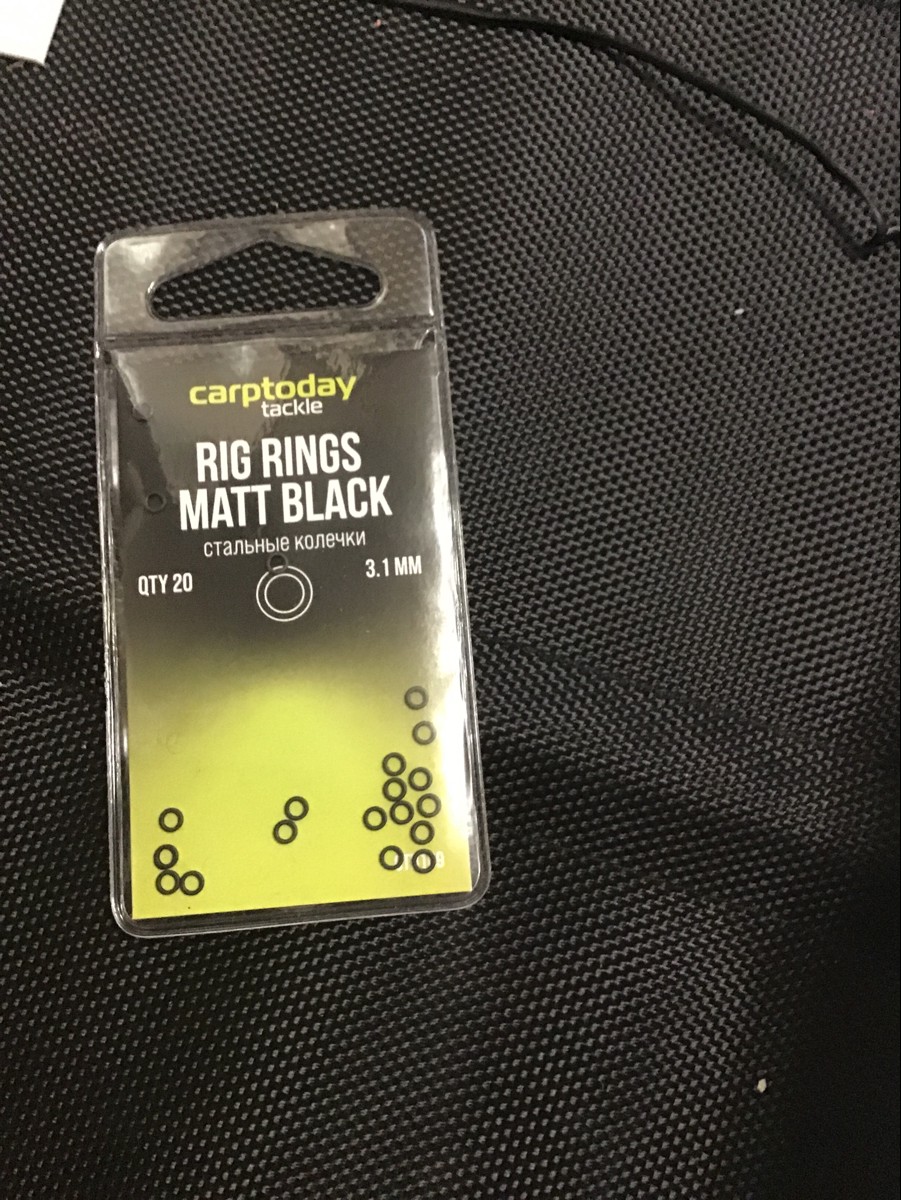 carptoday
tackle
RIG RINGS
MATT BLACK
стальные колечки
QTY 20
3.1 MM